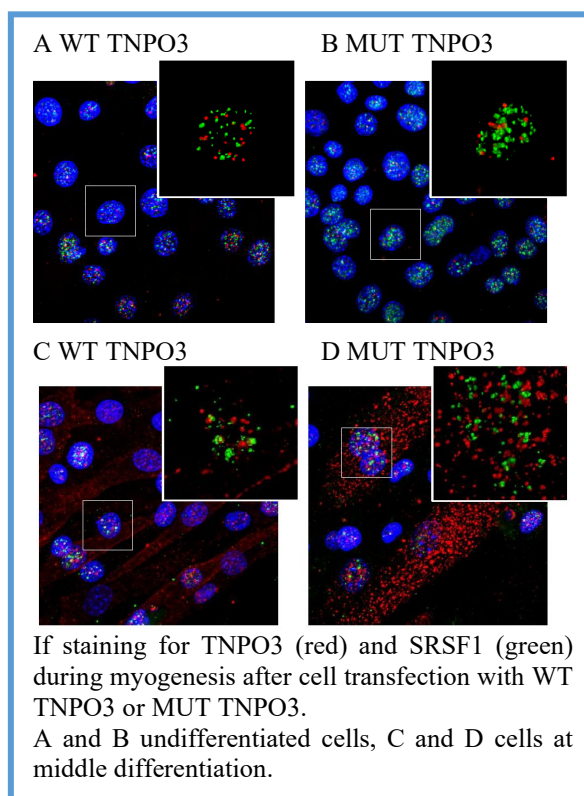 A WT TNPO3
B MUT TNPO3
C WT TNPO3
D MUT TNPO3
If staining for TNPO3 (red) and SRSF1 (green)
during myogenesis after cell transfection with WT
TNPO3 or MUT TNPO3.
A and B undifferentiated cells, C and D cells at
middle differentiation.